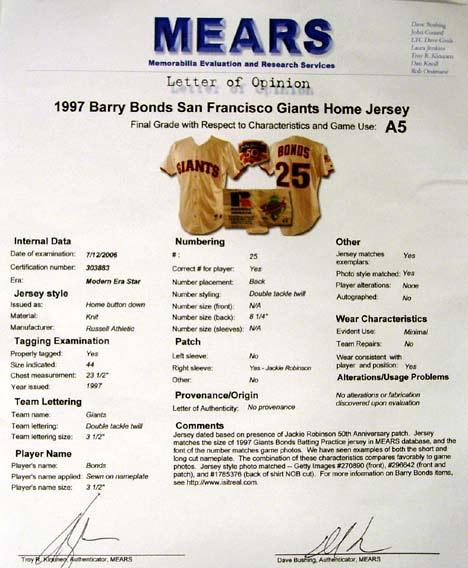 MEARS
Memorabilia Evaluation and Research Services
Dave Bushing
John
LTC Dave Grob
Laura Jenkins
Troy R. Kinunen
Dan Knoll
Rob
Letter of Opinion
1997 Barry Bonds San Francisco Giants Home Jersey
Final Grade with Respect to Characteristics and Game Use: A5
GIANTS
50
BONDS
25
Internal Data
Date of examination: 7/12/2006
Certification number: 303883
Era: Modern Era Star
Jersey style
Issued as: Home button down
Material: Knit
Manufacturer: Russell Athletic
Tagging Examination
Properly tagged: Yes
Size indicated: 44
Chest measurement: 23 1/2"
Year issued: 1997
Team Lettering
Team name: Giants
Team lettering: Double tackle twill
Team lettering size: 3 1/2"
Player Name
Player's name: Bonds
Player's name applied: Sewn on nameplate
Player's name size: 3 1/2"
Numbering
#: 25
Correct # for player: Yes
Number placement: Back
Number styling: Double tackle twill
Number size (front): N/A
Number size (back): 8 1/4"
Number size (sleeves): N/A
Patch
Left sleeve: No
Right sleeve: Yes - Jackie Robinson
Other: No
Provenance/Origin
Letter of Authenticity: No provenance
Other
Jersey matches exemplars: Yes
Photo style matched: Yes
Player alterations: None
Autographed: No
Wear Characteristics
Evident Use: Minimal
Team Repairs: No
Wear consistent with player and position: Yes
Alterations/Usage Problems
No alterations or fabrication
discovered upon evaluation
Comments
Jersey dated based on presence of Jackie Robinson 50th Anniversary patch. Jersey
matches the size of 1997 Giants Bonds Batting Practice jersey in MEARS database, and the
font of the number matches game photos. We have seen examples of both the short and
long cut nameplate. The combination of these characteristics compares favorably to game
photos. Jersey style photo matched -- Getty Images #270890 (front), #296642 (front and
patch), and #1785376 (back of shirt NOB cut). For more information on Barry Bonds items,
see http://www.isitreal.com.
Troy R. Kinunen, Authenticator, MEARS
Dave Bushing, Authenticator, MEARS